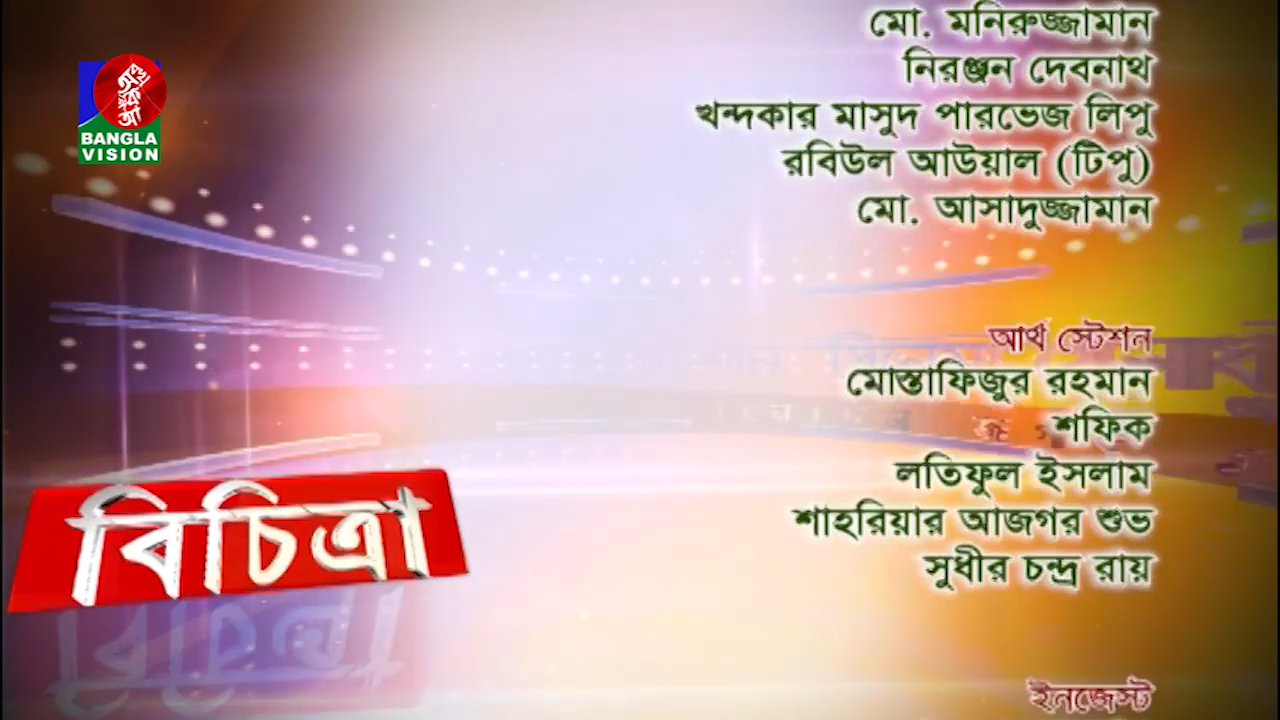 মো. মনিরুজ্জামান
নিরঞ্জন দেবনাথ
খন্দকার মাসুদ পারভেজ লিপু
রবিউল আউয়াল (টিপু)
মো. আসাদুজ্জামান
BANGLA
VISION
আর্থ স্টেশন
মোস্তাফিজুর রহমান
শফিক
লতিফুল ইসলাম
শাহরিয়ার আজগর শুভ
সুধীর চন্দ্র রায়
বিচিত্রা
ইনজেস্ট